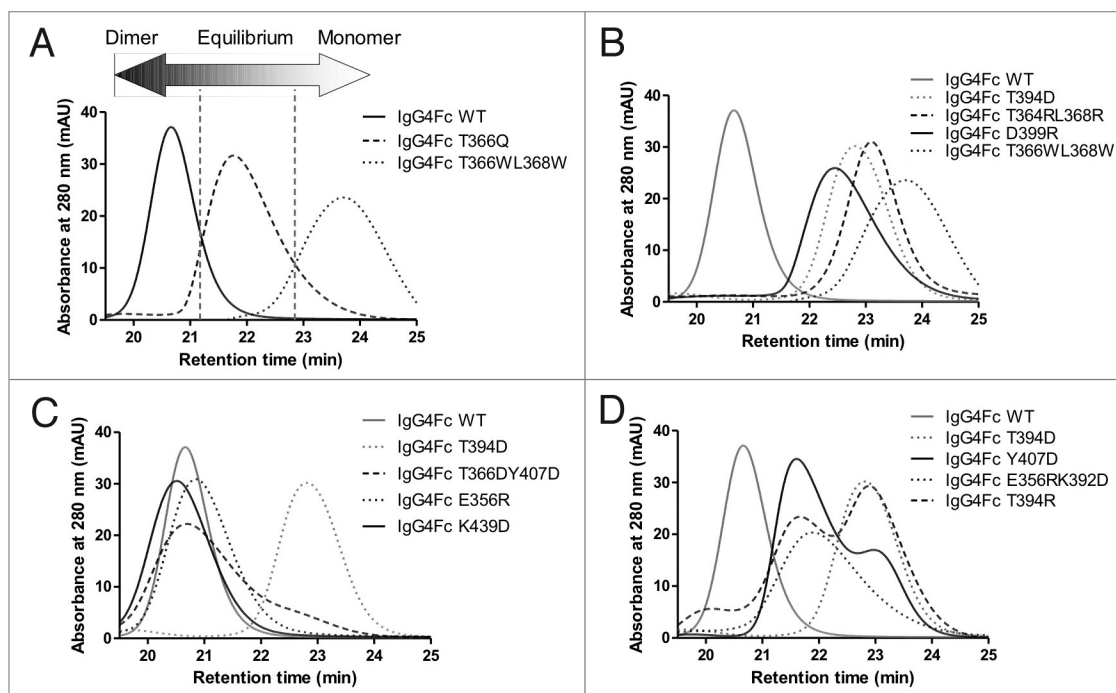 A
Dimer Equilibrium Monomer
IgG4Fc WT
IgG4Fc T366Q
IgG4Fc T366WL368W
Absorbance at 280 nm (mAU)
40
30
20
10
0
20 21 22 23 24 25
Retention time (min)
B
IgG4Fc WT
IgG4Fc T394D
IgG4Fc T364RL368R
IgG4Fc D399R
IgG4Fc T366WL368W
Absorbance at 280 nm (mAU)
40
30
20
10
0
20 21 22 23 24 25
Retention time (min)
C
IgG4Fc WT
IgG4Fc T394D
IgG4Fc T366DY407D
IgG4Fc E356R
IgG4Fc K439D
Absorbance at 280 nm (mAU)
40
30
20
10
0
20 21 22 23 24 25
Retention time (min)
D
IgG4Fc WT
IgG4Fc T394D
IgG4Fc Y407D
IgG4Fc E356RK392D
IgG4Fc T394R
Absorbance at 280 nm (mAU)
40
30
20
10
0
20 21 22 23 24 25
Retention time (min)